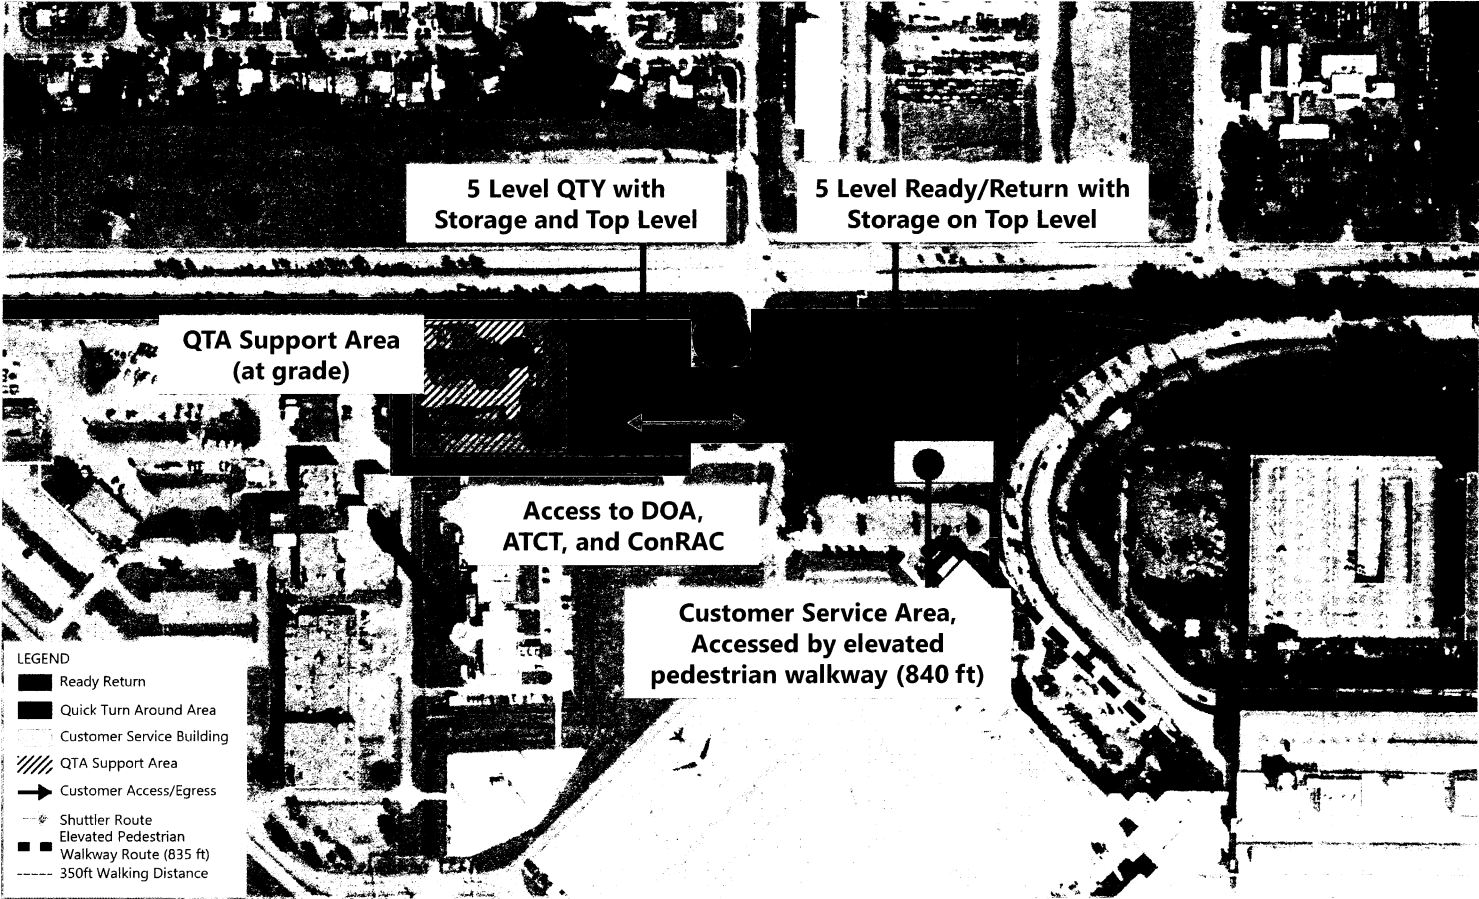 5 Level QTY with
Storage and Top Level
5 Level Ready/Return with
Storage on Top Level
QTA Support Area
(at grade)
Access to DOA,
ATCT, and ConRAC
Customer Service Area,
Accessed by elevated
pedestrian walkway (840 ft)
LEGEND
Ready Return
Quick Turn Around Area
Customer Service Building
QTA Support Area
Customer Access/Egress
Shuttler Route
Elevated Pedestrian
Walkway Route (835 ft)
350ft Walking Distance